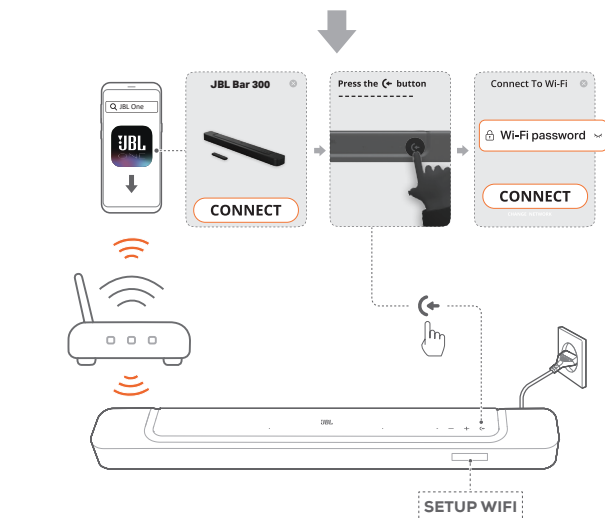 JBL Bar 300
Press the button
Connect To Wi-Fi
JBL One
JBL
ONE
Wi-Fi password
CONNECT
CONNECT
JBL
SETUP WIFI